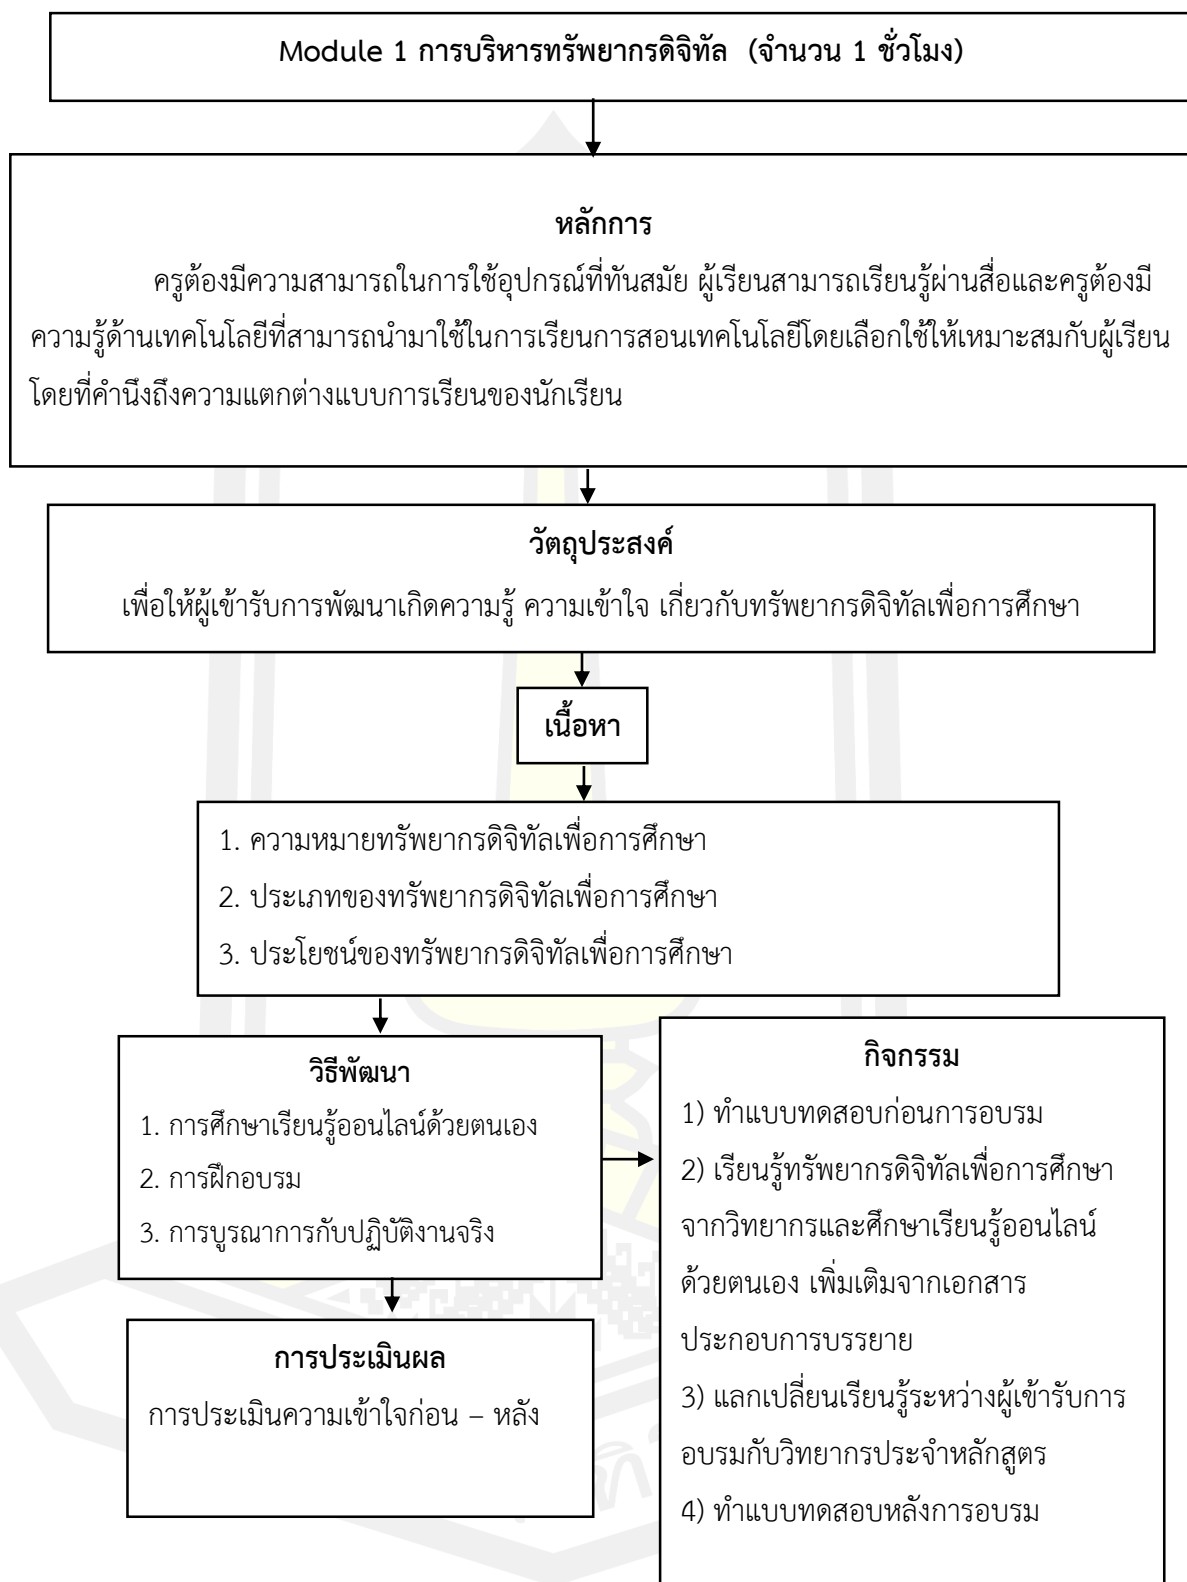 Module 1 การบริหารทรัพยากรดิจิทัล (จำนวน 1 ชั่วโมง)
หลักการ
ครูต้องมีความสามารถในการใช้อุปกรณ์ที่ทันสมัย ผู้เรียนสามารถเรียนรู้ผ่านสื่อและครูต้องมี
ความรู้ด้านเทคโนโลยีที่สามารถนำมาใช้ในการเรียนการสอนเทคโนโลยีโดยเลือกใช้ให้เหมาะสมกับผู้เรียน
โดยที่คำนึงถึงความแตกต่างแบบการเรียนของนักเรียน
วัตถุประสงค์
เพื่อให้ผู้เข้ารับการพัฒนาเกิดความรู้ ความเข้าใจ เกี่ยวกับทรัพยากรดิจิทัลเพื่อการศึกษา
เนื้อหา
1. ความหมายทรัพยากรดิจิทัลเพื่อการศึกษา
2. ประเภทของทรัพยากรดิจิทัลเพื่อการศึกษา
3. ประโยชน์ของทรัพยากรดิจิทัลเพื่อการศึกษา
วิธีพัฒนา
1. การศึกษาเรียนรู้ออนไลน์ด้วยตนเอง
2. การฝึกอบรม
3. การบูรณาการกับปฏิบัติงานจริง
กิจกรรม
1) ทำแบบทดสอบก่อนการอบรม
2) เรียนรู้ทรัพยากรดิจิทัลเพื่อการศึกษา
จากวิทยากรและศึกษาเรียนรู้ออนไลน์
ด้วยตนเอง เพิ่มเติมจากเอกสาร
ประกอบการบรรยาย
3) แลกเปลี่ยนเรียนรู้ระหว่างผู้เข้ารับการ
อบรมกับวิทยากรประจำหลักสูตร
4) ทำแบบทดสอบหลังการอบรม
การประเมินผล
การประเมินความเข้าใจก่อน – หลัง